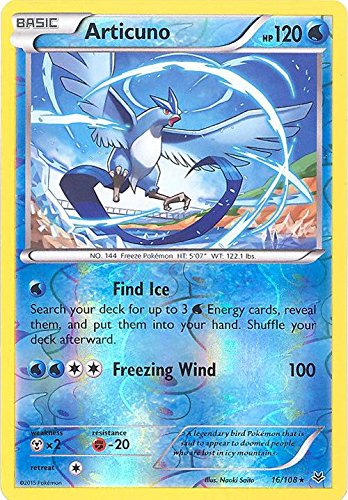 BASIC
Articuno HP 120
NO. 144 Freeze Pokémon HT: 5'07" WT: 122.1 lbs.
Find Ice
Search your deck for up to 3 Energy cards, reveal
them, and put them into your hand. Shuffle your
deck afterward.
Freezing Wind 100
weakness
×2
resistance
-20
A legendary bird Pokémon that is
said to appear to doomed people
who are lost in icy mountains.
retreat
©2015 Pokémon
Illus. Naoki Saito
16/108